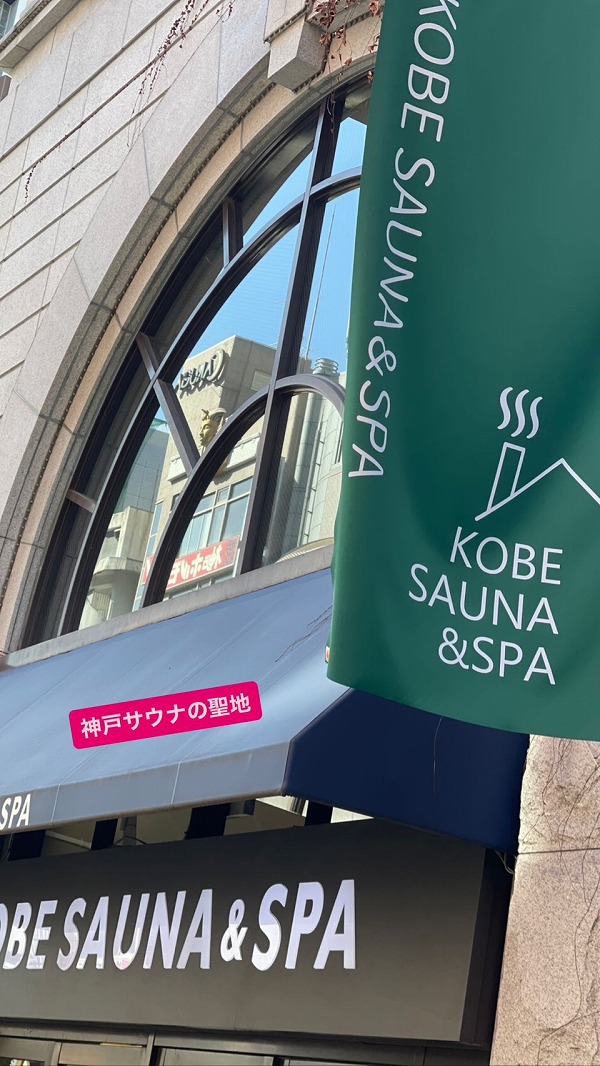 KOBE SAUNA&SPA
KOBE
SAUNA
&SPA
神戸サウナの聖地
SPA
OBE SAUNA & SPA